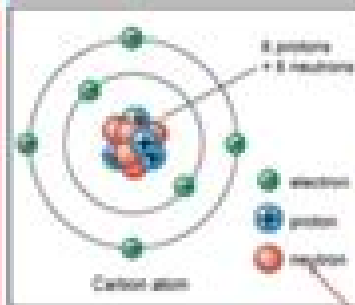 6 protons
+ 6 neutrons
electron
proton
neutron
Carbon atom